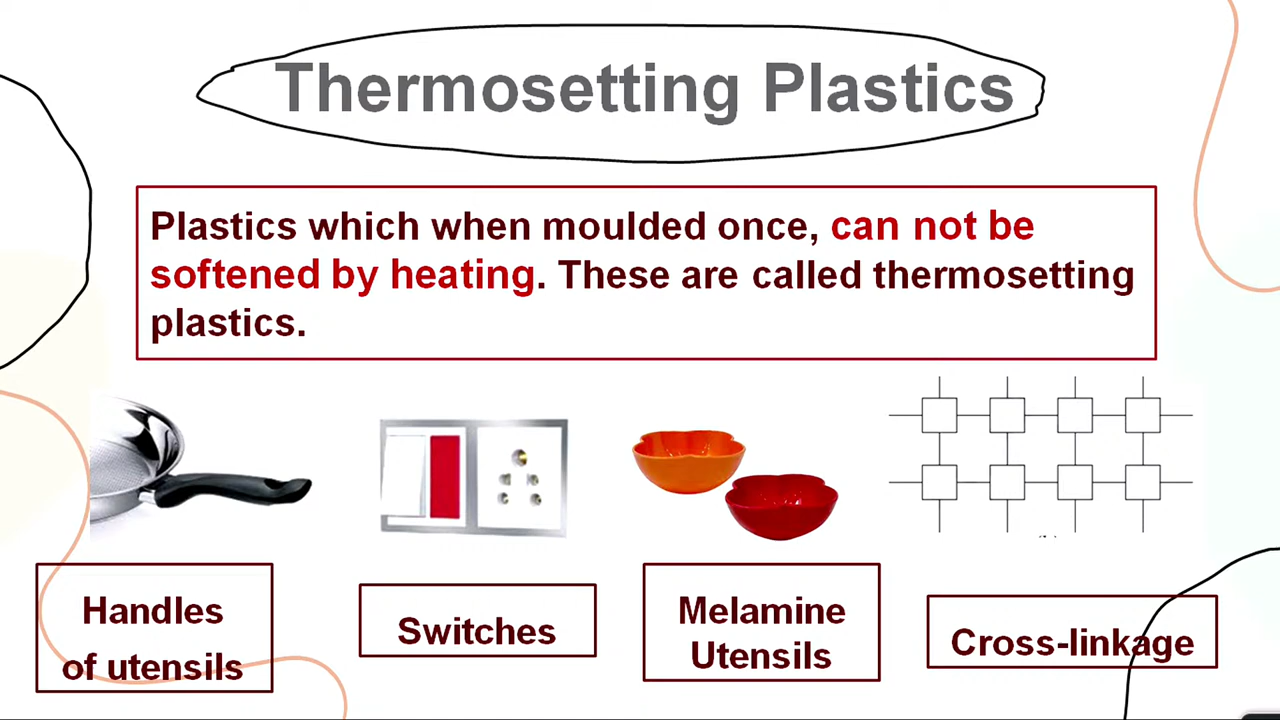 Thermosetting Plastics
Plastics which when moulded once, can not be
softened by heating. These are called thermosetting
plastics.
Handles
of utensils
Switches
Melamine
Utensils
Cross-linkage